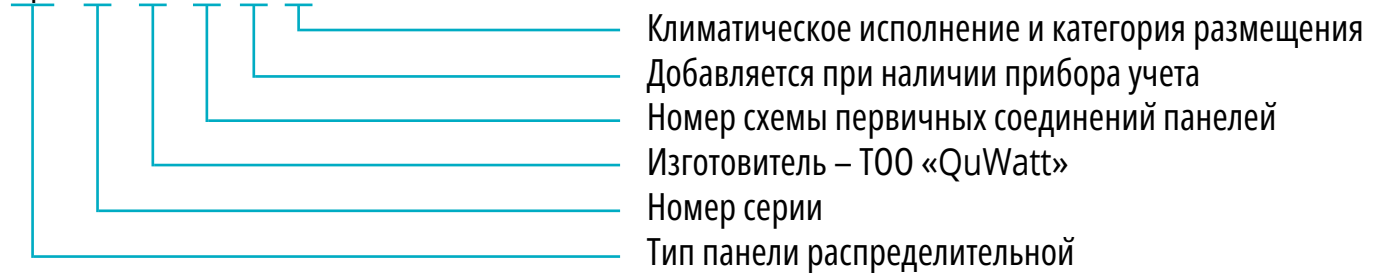 Климатическое исполнение и категория размещения
Добавляется при наличии прибора учета
Номер схемы первичных соединений панелей
Изготовитель – ТОО «QuWatt»
Номер серии
Тип панели распределительной